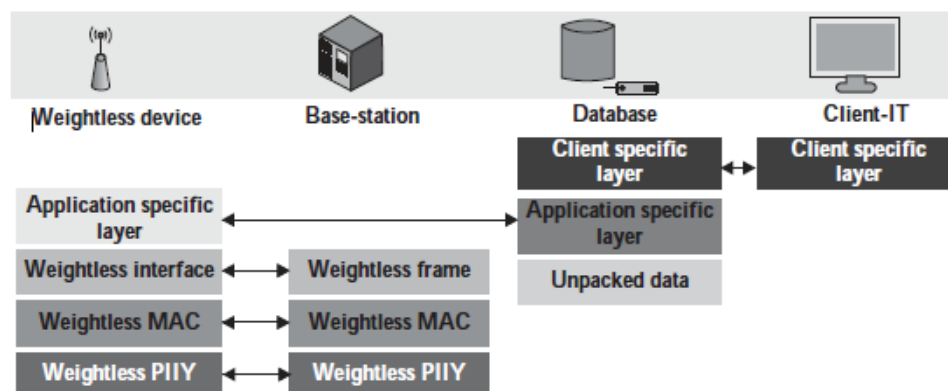 Weightless device
Base-station
Database
Client-IT
Client specific
layer
Client specific
layer
Application specific
layer
Application specific
layer
Weightless interface
Weightless frame
Unpacked data
Weightless MAC
Weightless MAC
Weightless PIIY
Weightless PIIY